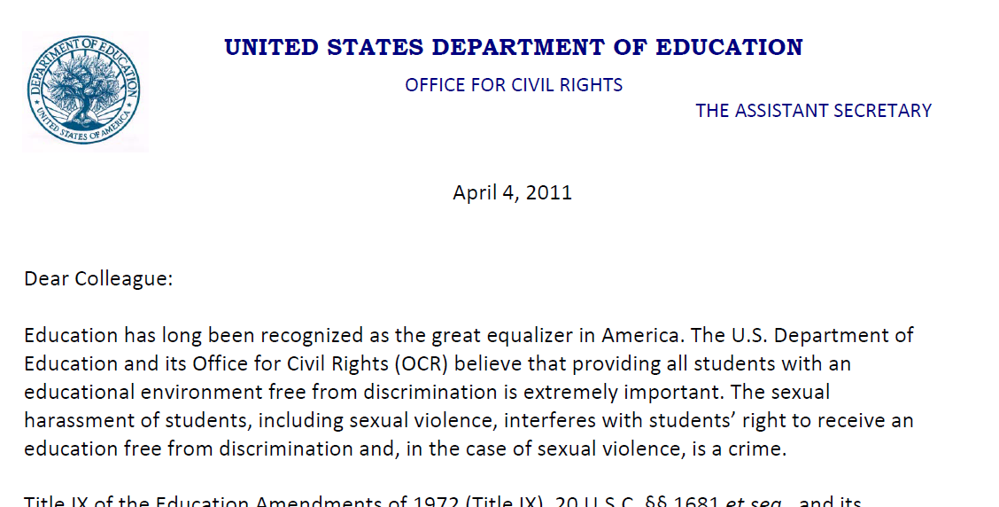 DEPARTMENT OF EDUCATION
UNITED STATES OF AMERICA
UNITED STATES DEPARTMENT OF EDUCATION
OFFICE FOR CIVIL RIGHTS
THE ASSISTANT SECRETARY
April 4, 2011
Dear Colleague:
Education has long been recognized as the great equalizer in America. The U.S. Department of
Education and its Office for Civil Rights (OCR) believe that providing all students with an
educational environment free from discrimination is extremely important. The sexual
harassment of students, including sexual violence, interferes with students’ right to receive an
education free from discrimination and, in the case of sexual violence, is a crime.
Title IX of the Education Amendments of 1972 (Title IX), 20 U.S.C. §§ 1681 et seq., and its